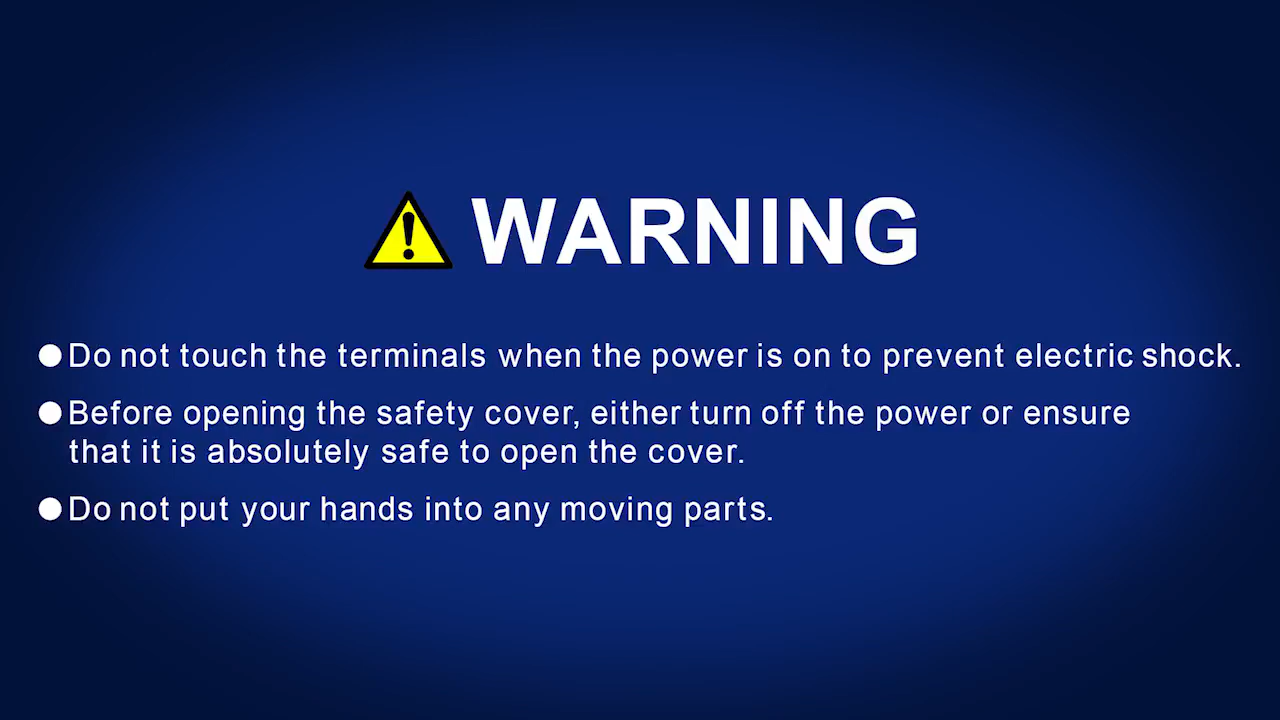 WARNING
●Do not touch the terminals when the power is on to prevent electric shock.
●Before opening the safety cover, either turn off the power or ensure
that it is absolutely safe to open the cover.
●Do not put your hands into any moving parts.